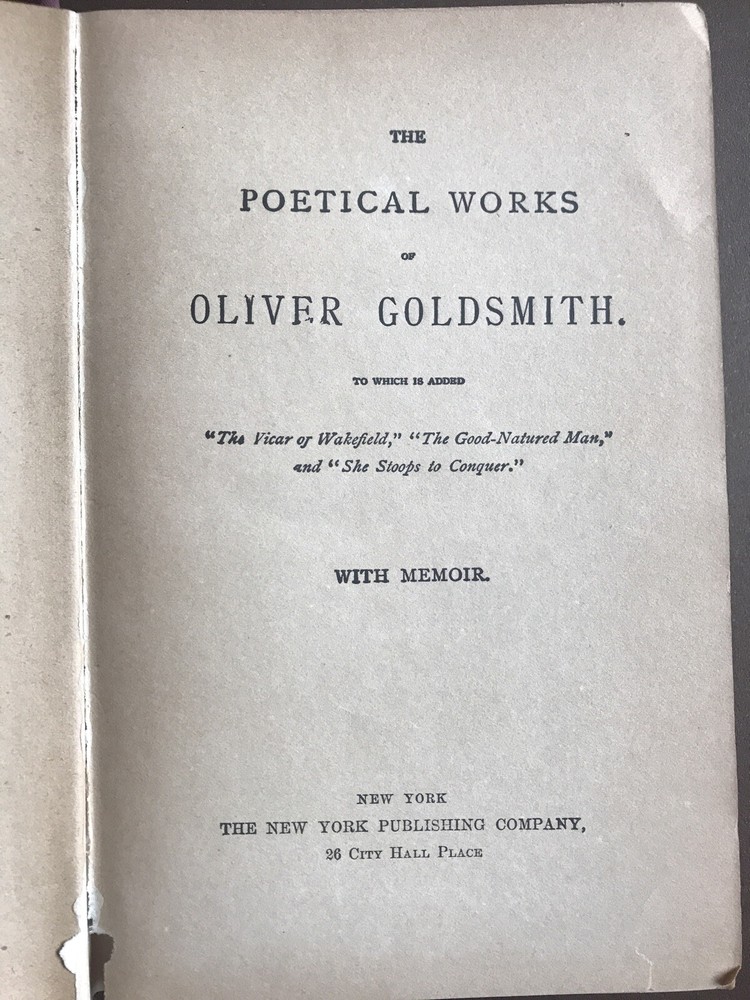 THE
POETICAL WORKS
OF
OLIVER GOLDSMITH.
TO WHICH IS ADDED
"The Vicar of Wakefield," "The Good-Natured Man,"
and "She Stoops to Conquer."
WITH MEMOIR.
NEW YORK
THE NEW YORK PUBLISHING COMPANY,
26 CITY HALL PLACE